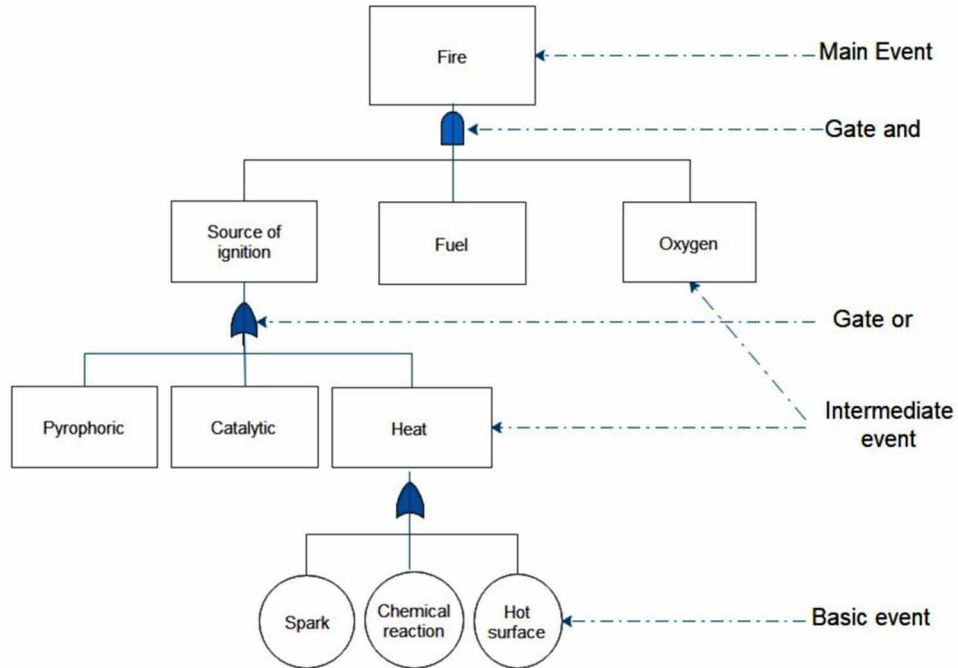 Fire
Main Event
Gate and
Source of
ignition
Fuel
Oxygen
Gate or
Pyrophoric
Catalytic
Heat
Intermediate
event
Spark
Chemical
reaction
Hot
surface
Basic event